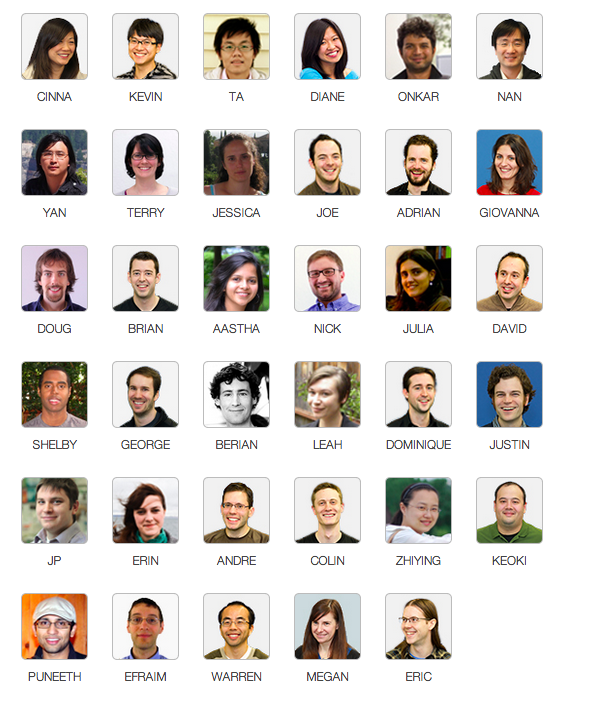 CINNA KEVIN TA DIANE ONKAR NAN
YAN TERRY JESSICA JOE ADRIAN GIOVANNA
DOUG BRIAN AASTHA NICK JULIA DAVID
SHELBY GEORGE BERIAN LEAH DOMINIQUE JUSTIN
JP ERIN ANDRE COLIN ZHIYING KEOKI
PUNEETH EFRAIM WARREN MEGAN ERIC